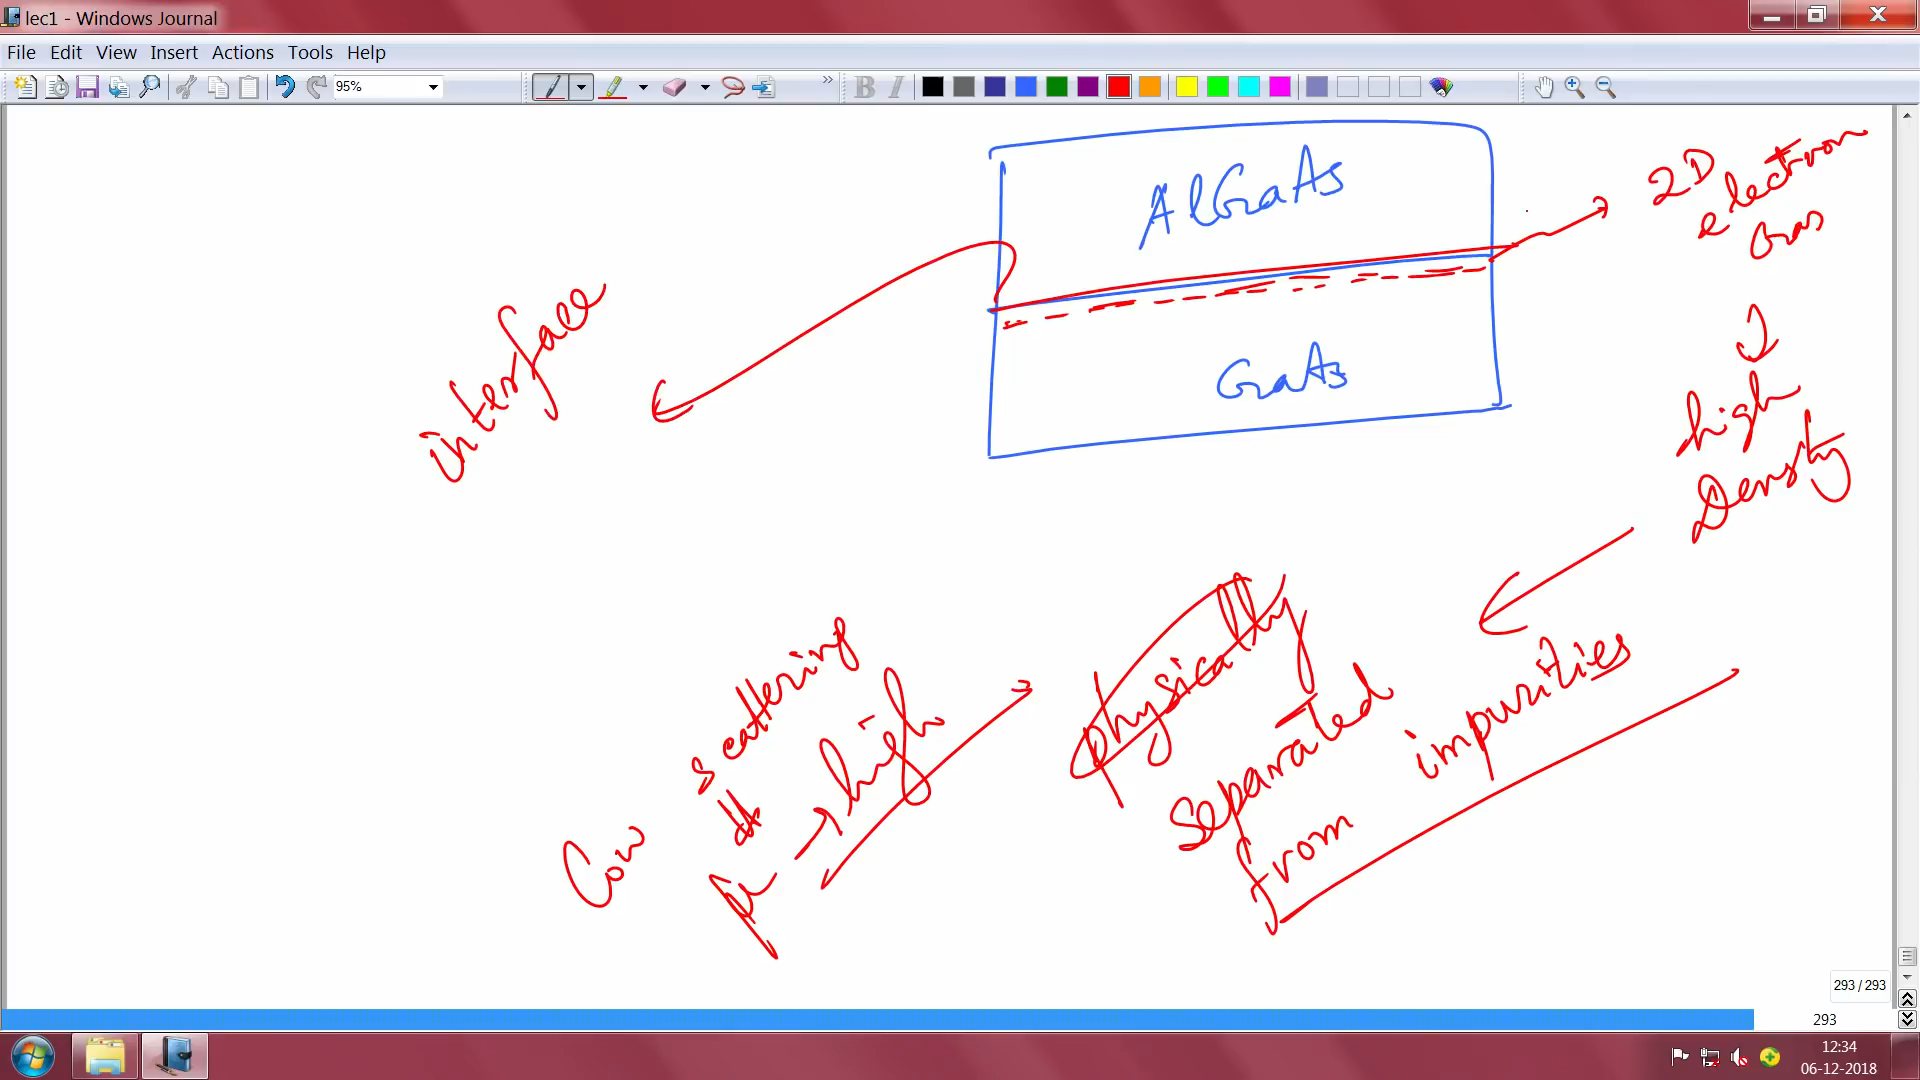 lec1 - Windows Journal
File Edit View Insert Actions Tools Help
95%
AlGaAs
GaAs
2D
electron
Gas
high
Density
interface
physically
separated
from impurities
Low scattering
μ → high
293 / 293
293
12:34
06-12-2018